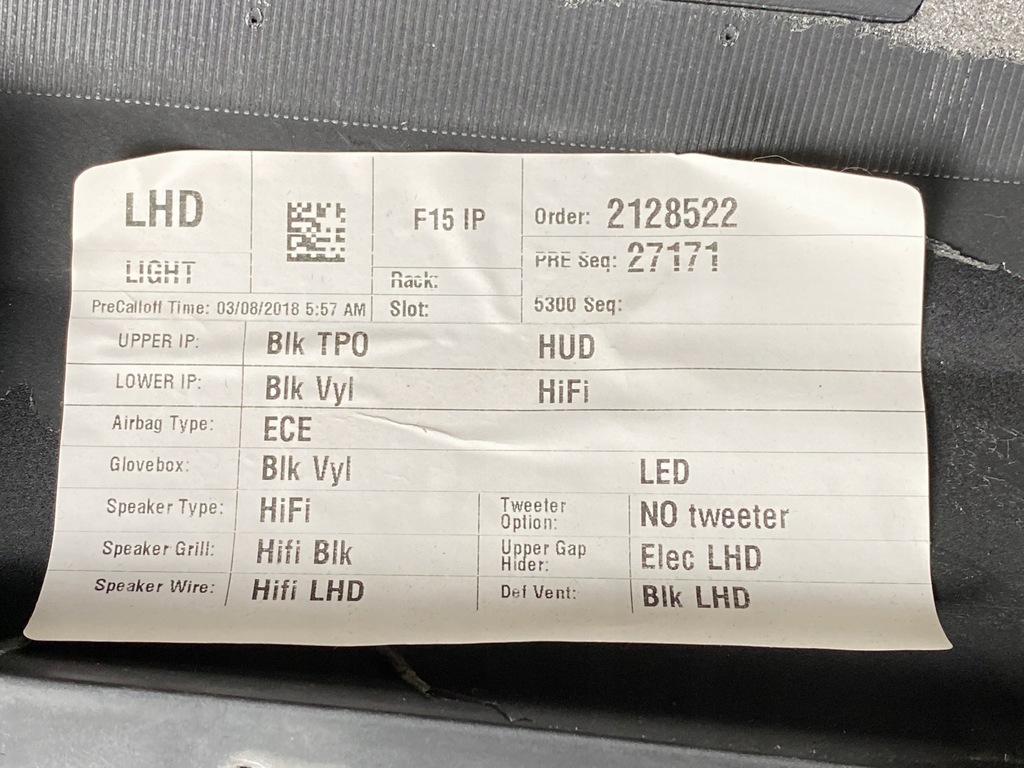 LHD
F15 IP
Order: 2128522
LIGHT
Rack:
PRE Seq: 27171
PreCalloff Time: 03/08/2018 5:57 AM
Slot:
5300 Seq:
UPPER IP: Blk TPO HUD
LOWER IP: Blk Vyl HiFi
Airbag Type: ECE
Glovebox: Blk Vyl LED
Speaker Type: HiFi
Tweeter
Option: NO tweeter
Speaker Grill: Hifi Blk
Upper Gap
Hider: Elec LHD
Speaker Wire: Hifi LHD
Def Vent: Blk LHD